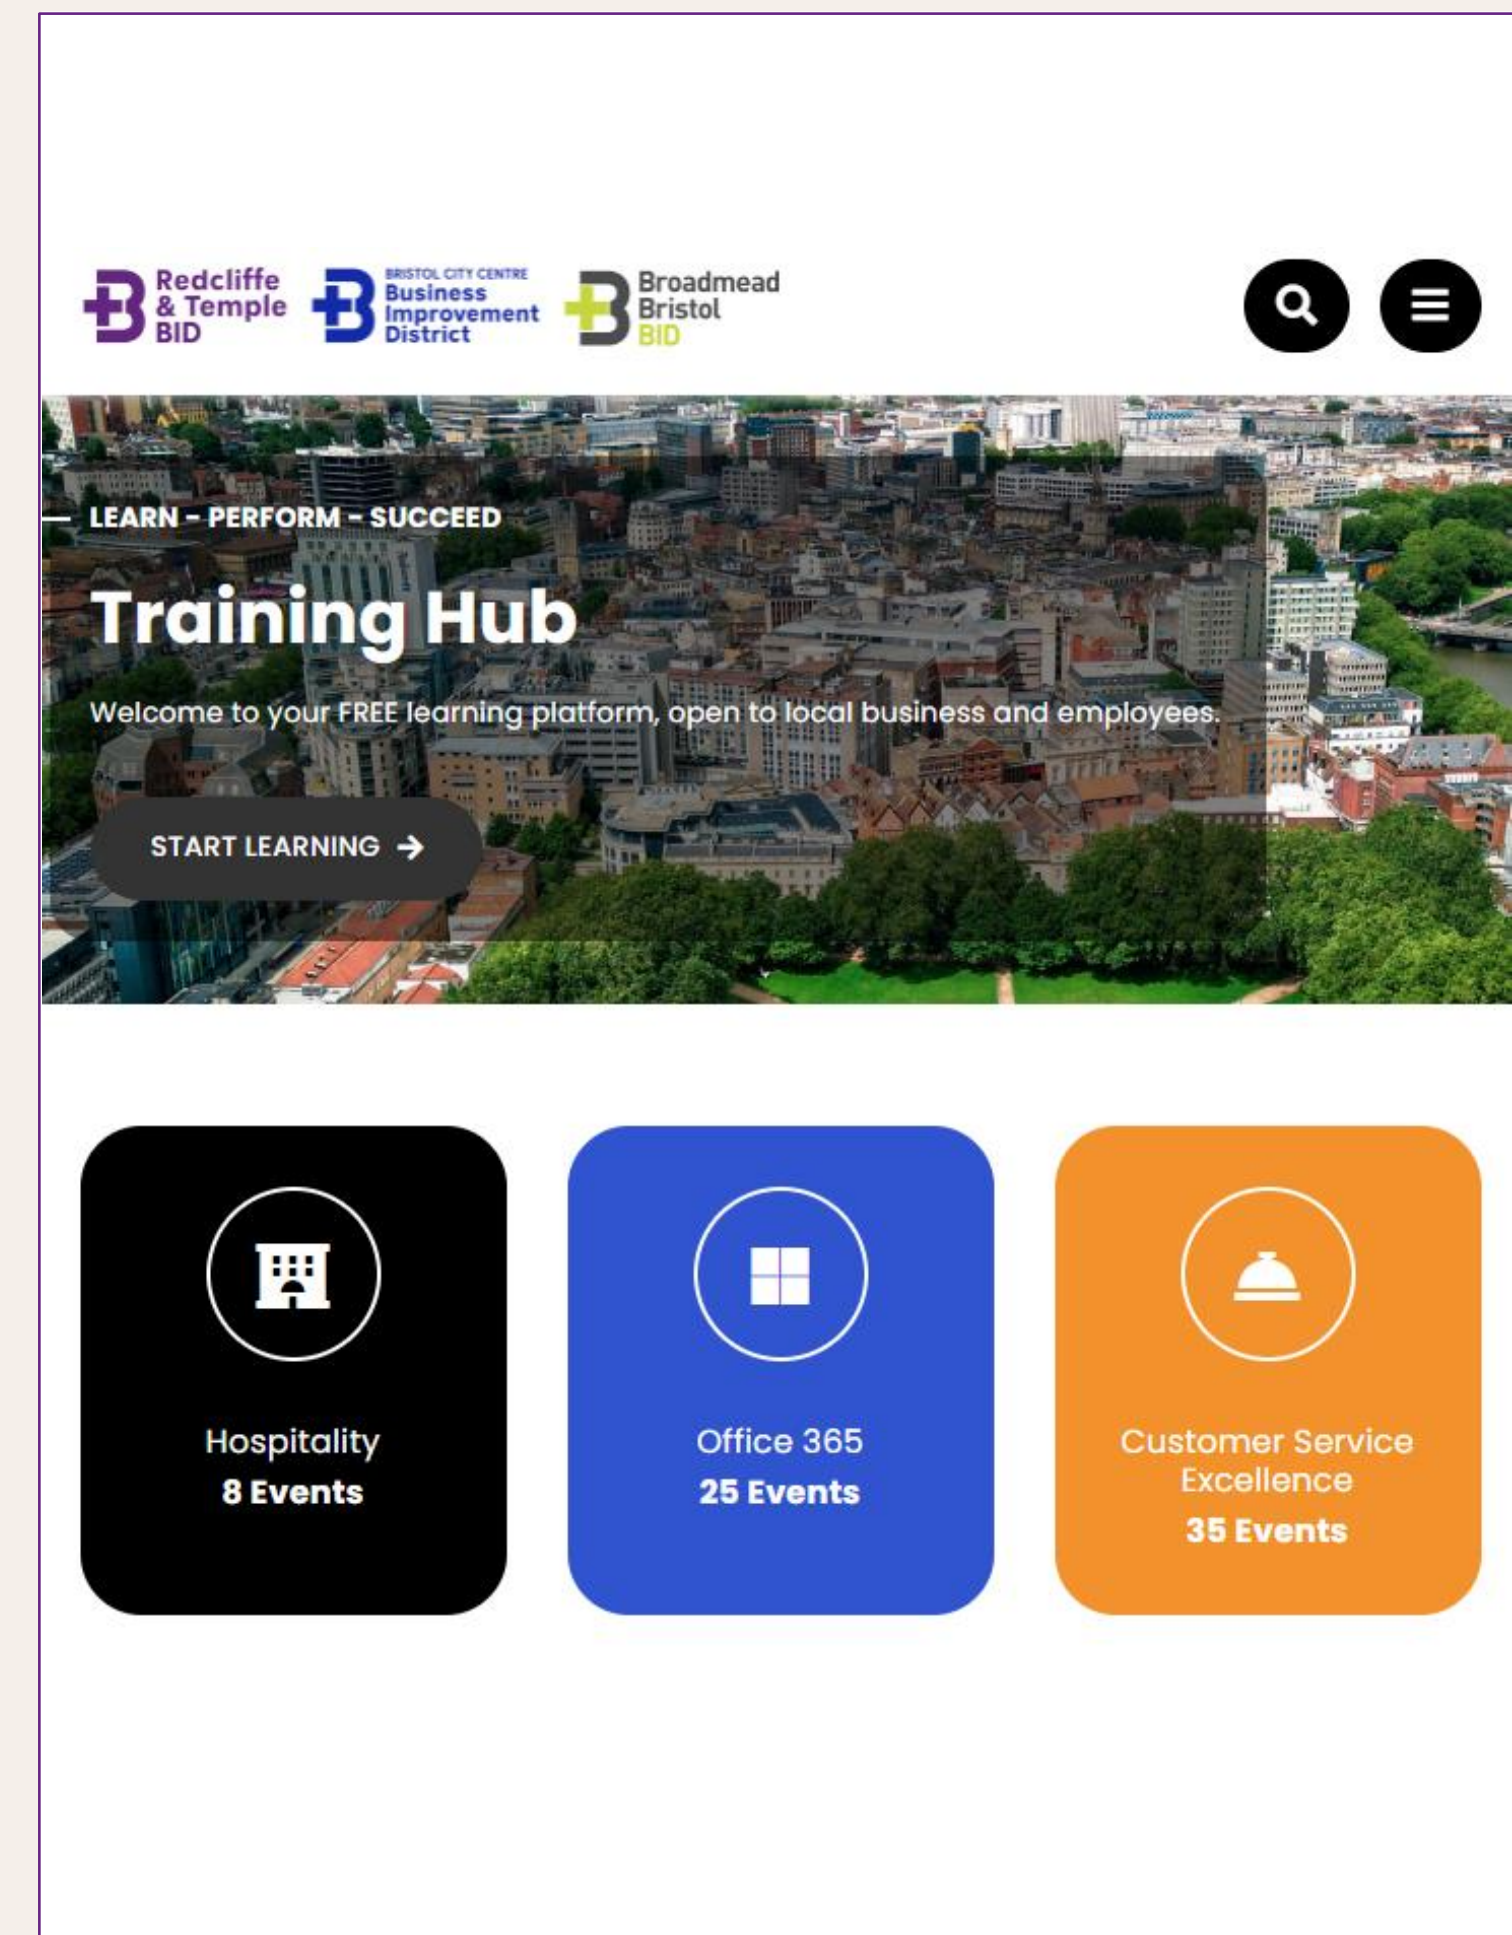 Redcliffe
& Temple
BID
BRISTOL CITY CENTRE
Business
Improvement
District
Broadmead
Bristol
BID
LEARN - PERFORM - SUCCEED
Training Hub
Welcome to your FREE learning platform, open to local business and employees.
START LEARNING
Hospitality
8 Events
Office 365
25 Events
Customer Service
Excellence
35 Events